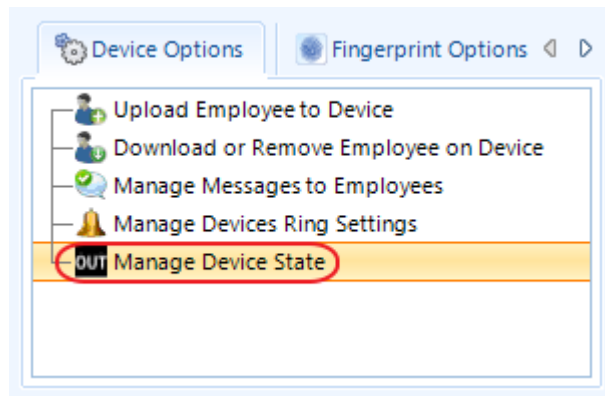 Device Options
Fingerprint Options
Upload Employee to Device
Download or Remove Employee on Device
Manage Messages to Employees
Manage Devices Ring Settings
OUT Manage Device State